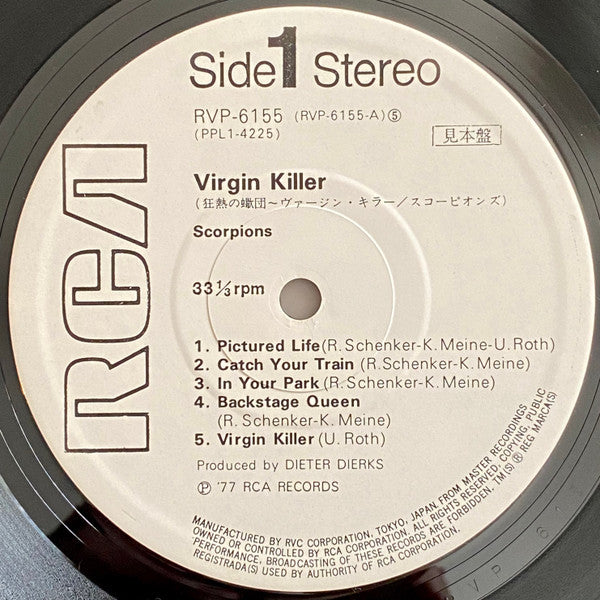 Side 1 Stereo
RVP-6155 (RVP-6155-A)⑤
(PPL1-4225)
見本盤
RCA
Virgin Killer
(狂熱の蠍団〜ヴァージン・キラー/スコーピオンズ)
Scorpions
33 1/3 rpm
1. Pictured Life (R. Schenker-K. Meine-U. Roth)
2. Catch Your Train (R. Schenker-K. Meine)
3. In Your Park (R. Schenker-K. Meine)
4. Backstage Queen
(R. Schenker-K. Meine)
5. Virgin Killer (U. Roth)
Produced by DIETER DIERKS
Ⓟ '77 RCA RECORDS
MANUFACTURED BY RVC CORPORATION, TOKYO, JAPAN FROM MASTER RECORDINGS
OWNED OR CONTROLLED BY RCA CORPORATION. ALL RIGHTS RESERVED. COPYING, PUBLIC
PERFORMANCE, BROADCASTING OF THESE RECORDS ARE FORBIDDEN. TM(S) ® REG MARCA(S)
REGISTRADA(S) USED BY AUTHORITY OF RCA CORPORATION.